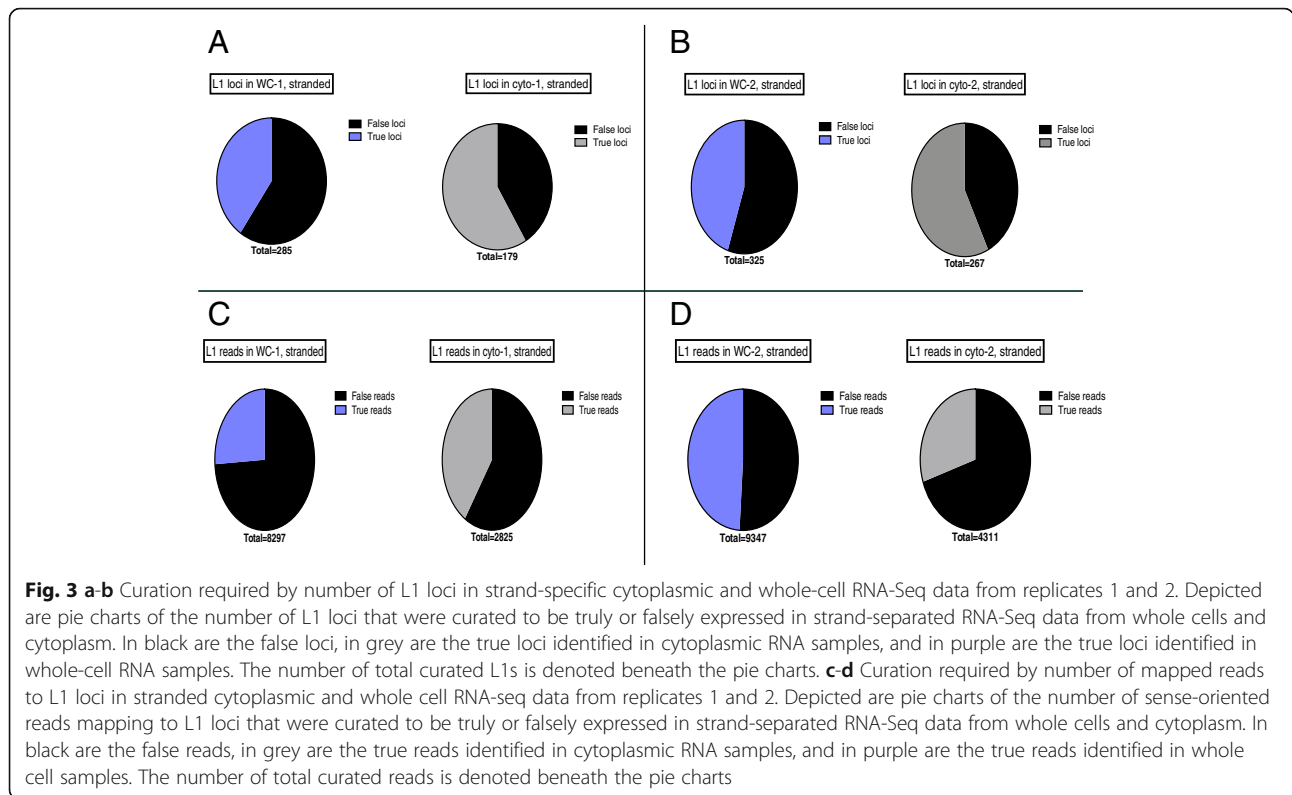 A
B
L1 loci in WC-1, stranded
L1 loci in cyto-1, stranded
L1 loci in WC-2, stranded
L1 loci in cyto-2, stranded
False loci
True loci
False loci
True loci
False loci
True loci
False loci
True loci
Total=285
Total=179
Total=325
Total=267
C
D
L1 reads in WC-1, stranded
L1 reads in cyto-1, stranded
L1 reads in WC-2, stranded
L1 reads in cyto-2, stranded
False reads
True reads
False reads
True reads
False reads
True reads
False reads
True reads
Total=8297
Total=2825
Total=9347
Total=4311
Fig. 3 a-b Curation required by number of L1 loci in strand-specific cytoplasmic and whole-cell RNA-Seq data from replicates 1 and 2. Depicted
are pie charts of the number of L1 loci that were curated to be truly or falsely expressed in strand-separated RNA-Seq data from whole cells and
cytoplasm. In black are the false loci, in grey are the true loci identified in cytoplasmic RNA samples, and in purple are the true loci identified in
whole-cell RNA samples. The number of total curated L1s is denoted beneath the pie charts. c-d Curation required by number of mapped reads
to L1 loci in stranded cytoplasmic and whole cell RNA-seq data from replicates 1 and 2. Depicted are pie charts of the number of sense-oriented
reads mapping to L1 loci that were curated to be truly or falsely expressed in strand-separated RNA-Seq data from whole cells and cytoplasm. In
black are the false reads, in grey are the true reads identified in cytoplasmic RNA samples, and in purple are the true reads identified in whole
cell samples. The number of total curated reads is denoted beneath the pie charts